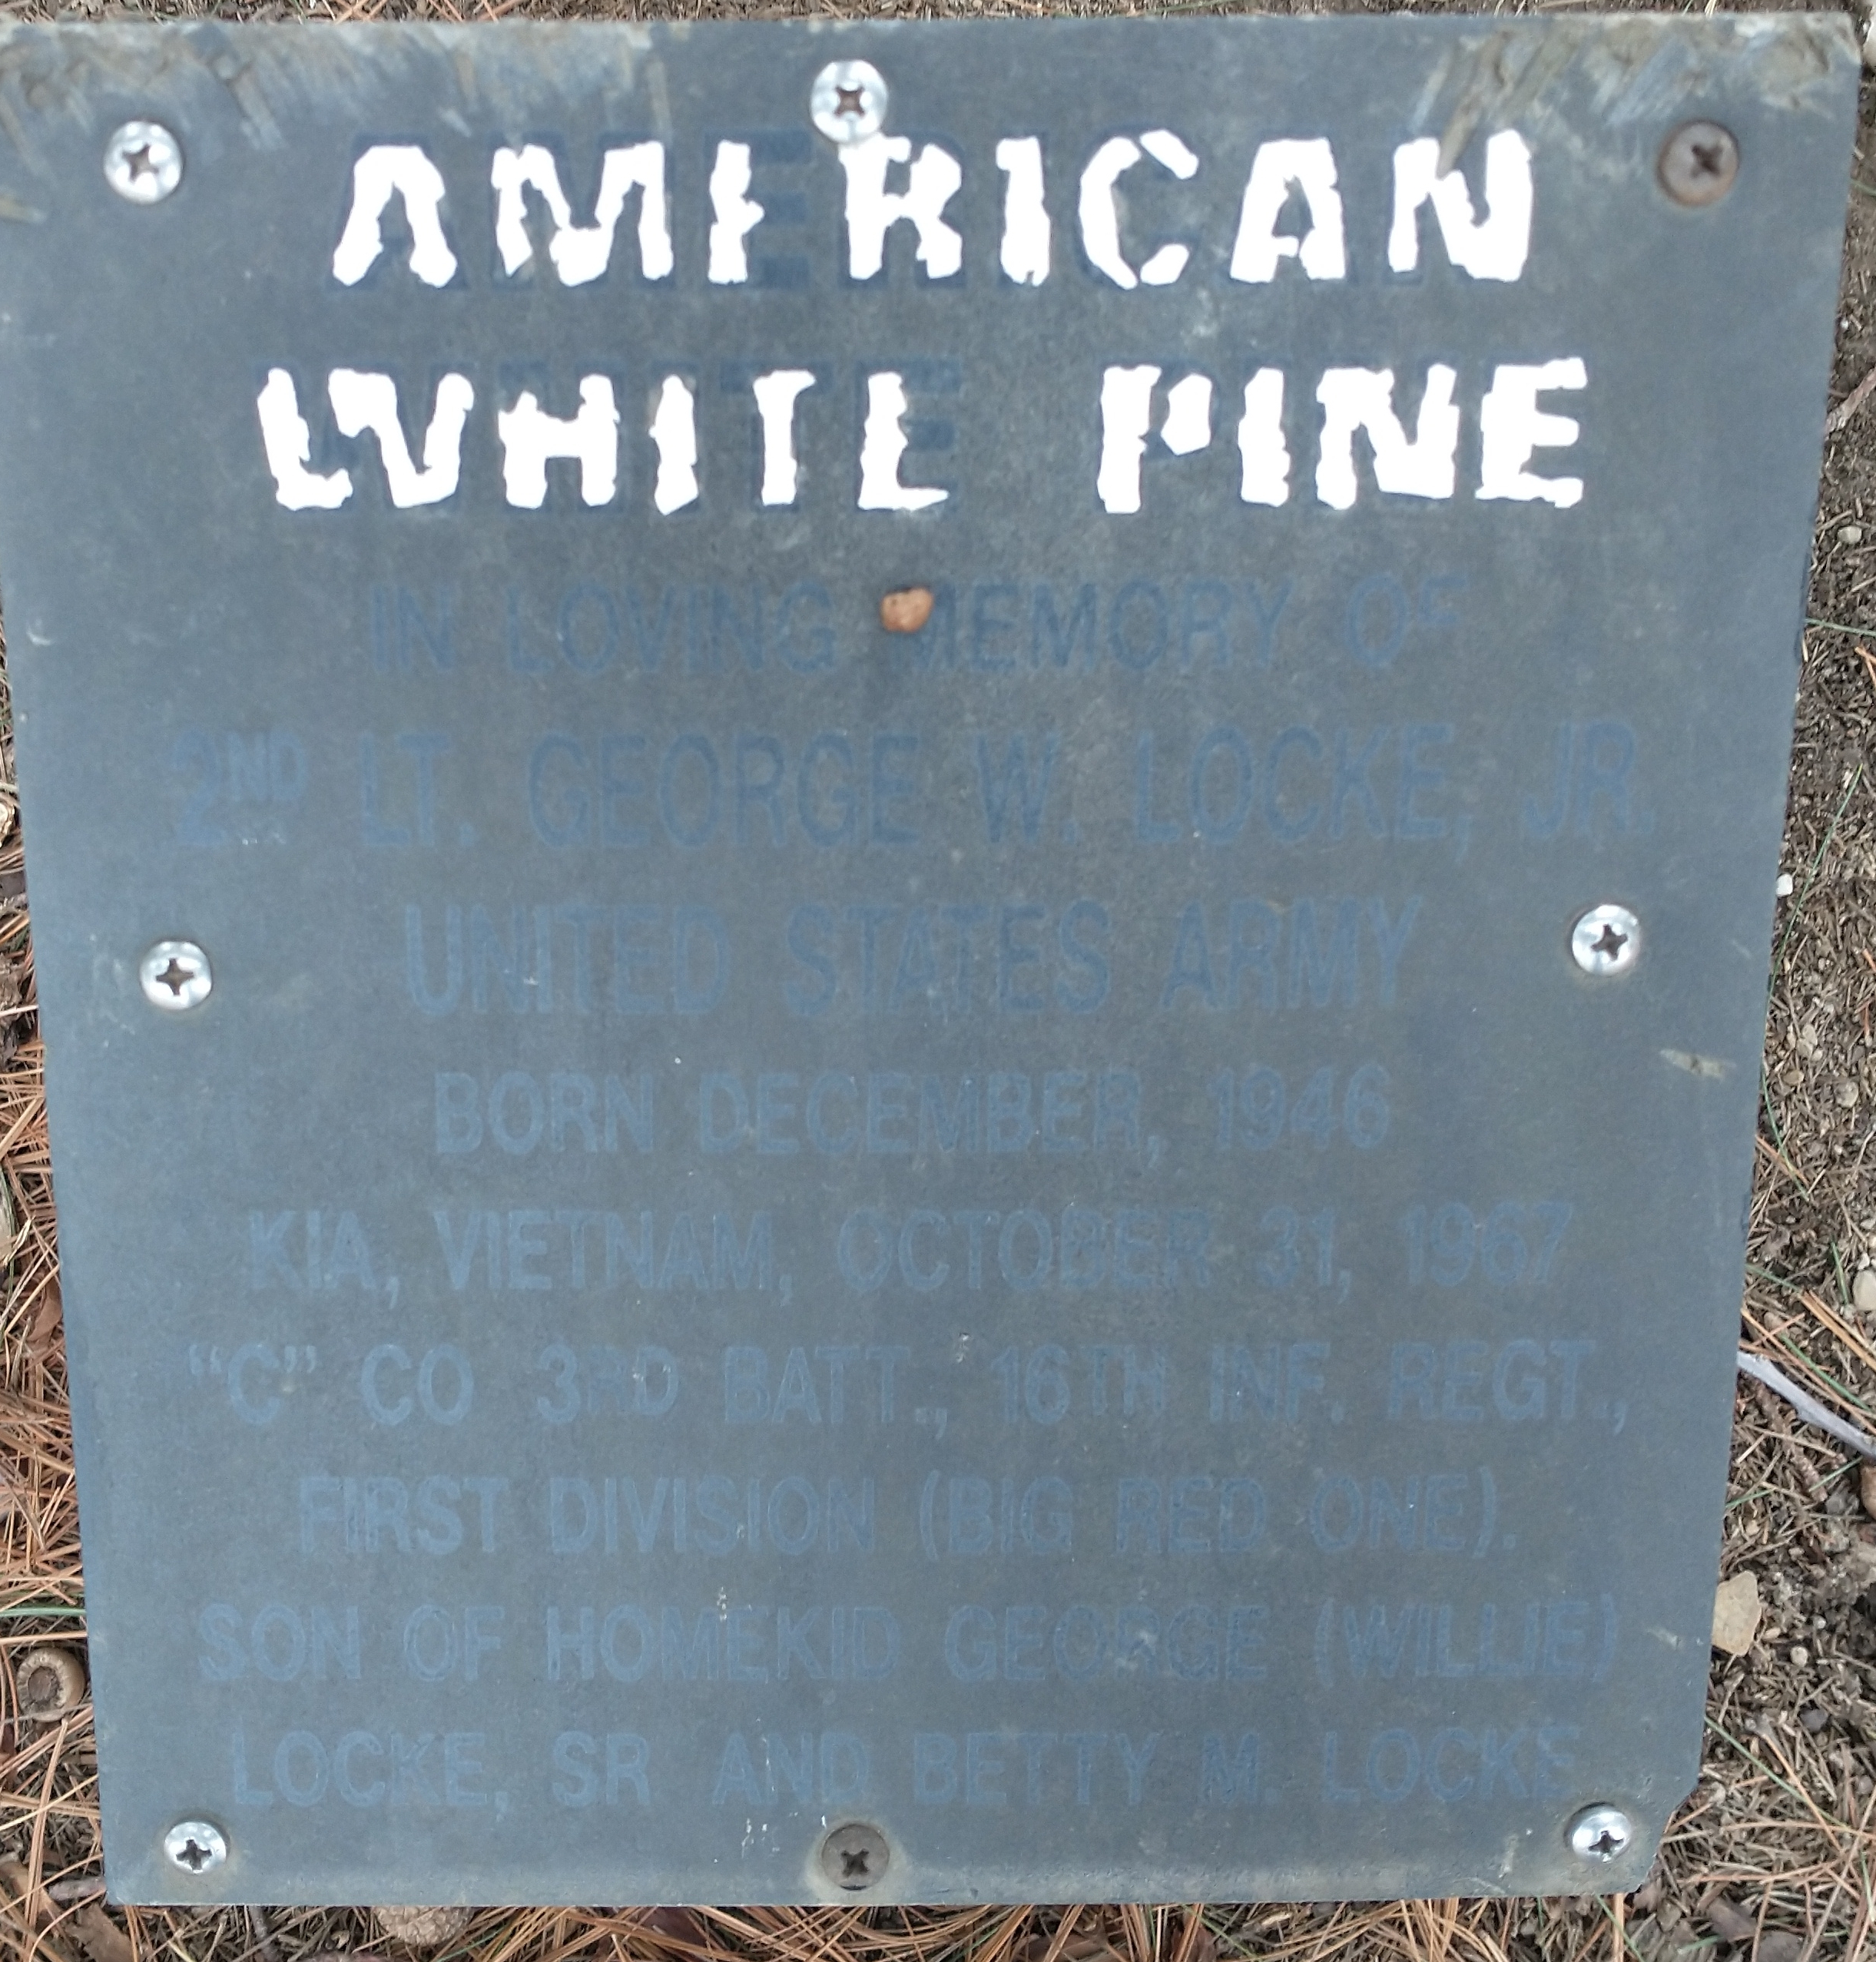 AMERICAN
WHITE PINE
IN LOVING MEMORY OF
2ND LT. GEORGE W. LOCKE, JR.
UNITED STATES ARMY
BORN DECEMBER, 1946
KIA, VIETNAM, OCTOBER 31, 1967
“C” CO 3RD BATT., 16TH INF. REGT.,
FIRST DIVISION (BIG RED ONE).
SON OF HOMEKID GEORGE (WILLIE)
LOCKE, SR AND BETTY M. LOCKE